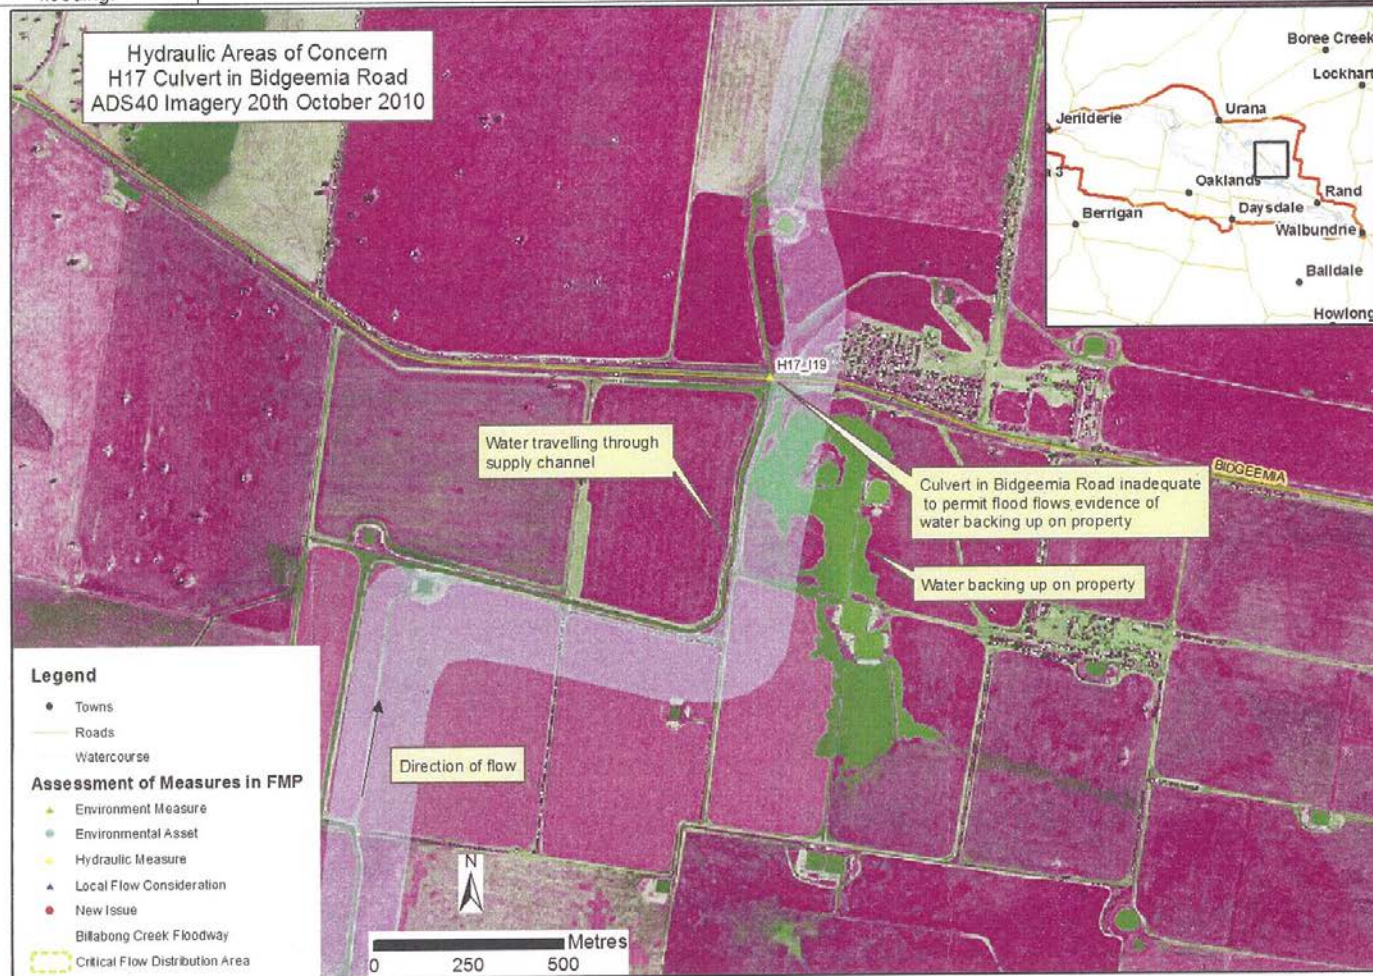 Hydraulic Areas of Concern
H17 Culvert in Bidgeemia Road
ADS40 Imagery 20th October 2010
Boree Creek
Lockhart
Urana
Jerilderie
Oaklands
Rand
Daysdale
Berrigan
Walbundrie
Balldale
Howlong
H17_I19
Water travelling through
supply channel
BIDGEEMIA
Culvert in Bidgeemia Road inadequate
to permit flood flows evidence of
water backing up on property
Water backing up on property
Direction of flow
Legend
Towns
Roads
Watercourse
Assessment of Measures in FMP
Environment Measure
Environmental Asset
Hydraulic Measure
Local Flow Consideration
New Issue
Billabong Creek Floodway
Critical Flow Distribution Area
N
Metres
0 250 500